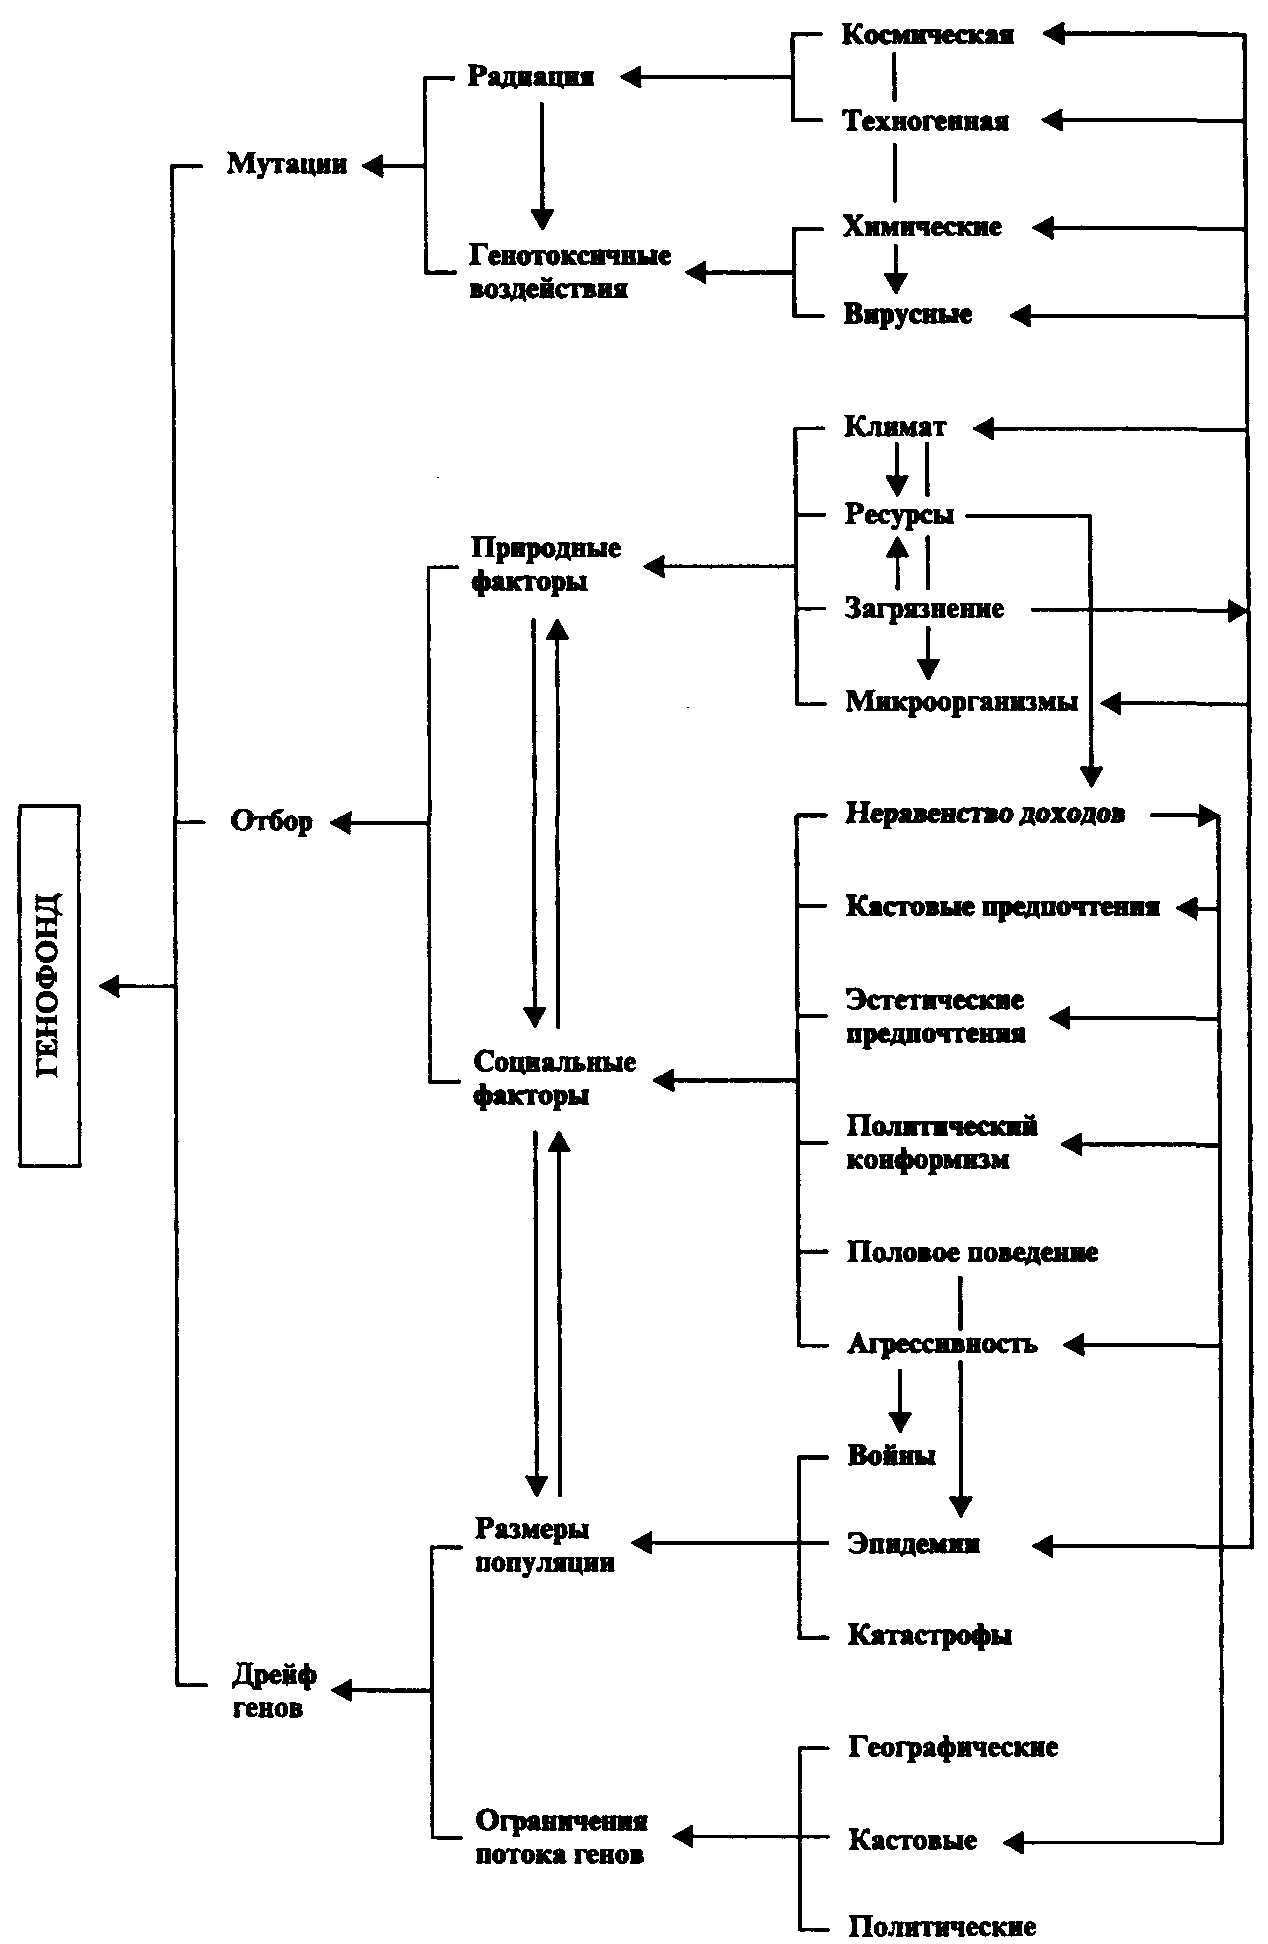 Космическая
Радиация
Техногенная
Мутации
Химические
Генотоксичные
воздействия
Вирусные
Климат
Ресурсы
Природные
факторы
Загрязнение
Микроорганизмы
Неравенство доходов
Отбор
Кастовые предпочтения
ГЕНОФОНД
Эстетические
предпочтения
Социальные
факторы
Политический
конформизм
Половое поведение
Агрессивность
Войны
Размеры
популяции
Эпидемии
Катастрофы
Дрейф
генов
Географические
Ограничения
потока генов
Кастовые
Политические